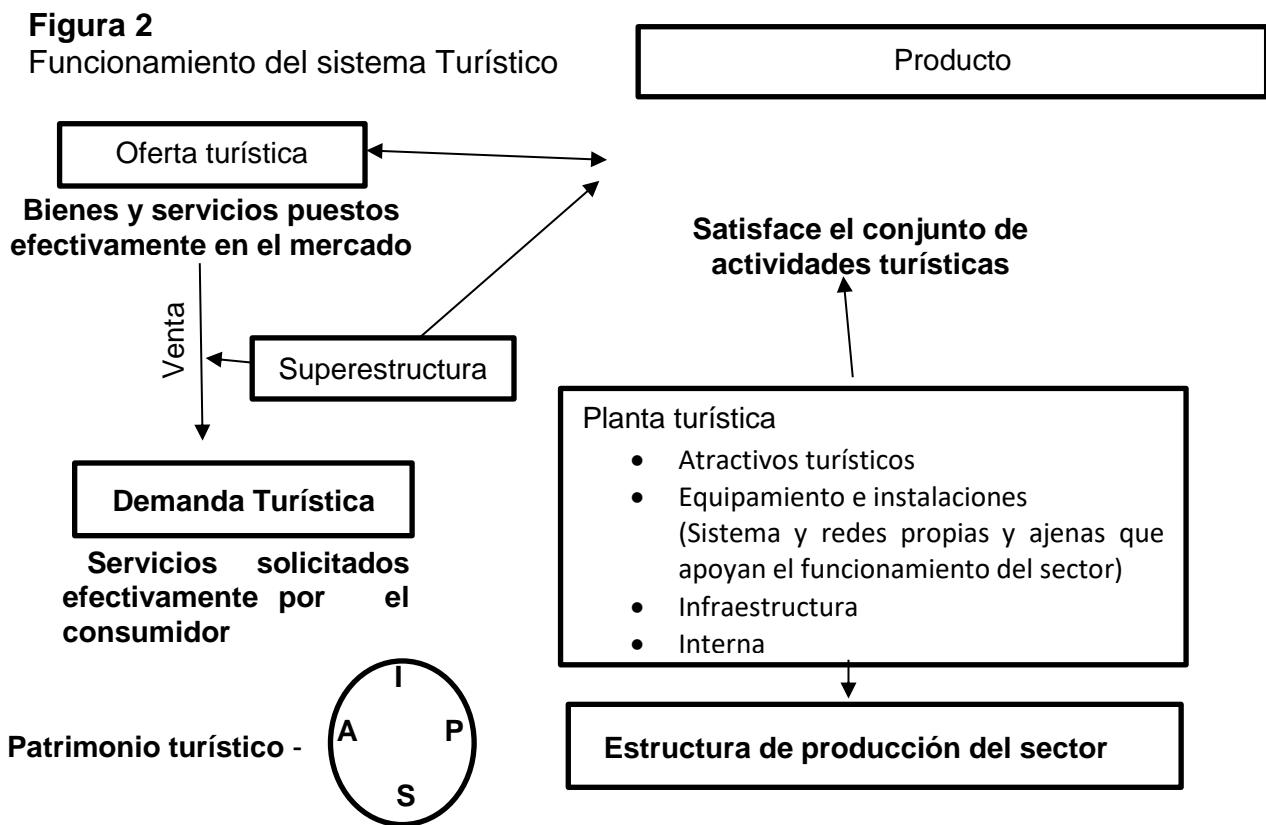 Figura 2
Funcionamiento del sistema Turístico
Producto
Oferta turística
Bienes y servicios puestos
efectivamente en el mercado
Satisface el conjunto de
actividades turísticas
Venta
Superestructura
Planta turística
• Atractivos turísticos
• Equipamiento e instalaciones
(Sistema y redes propias y ajenas que
apoyan el funcionamiento del sector)
• Infraestructura
• Interna
Demanda Turística
Servicios solicitados
efectivamente por el
consumidor
Patrimonio turístico -
I
A P
S
Estructura de producción del sector